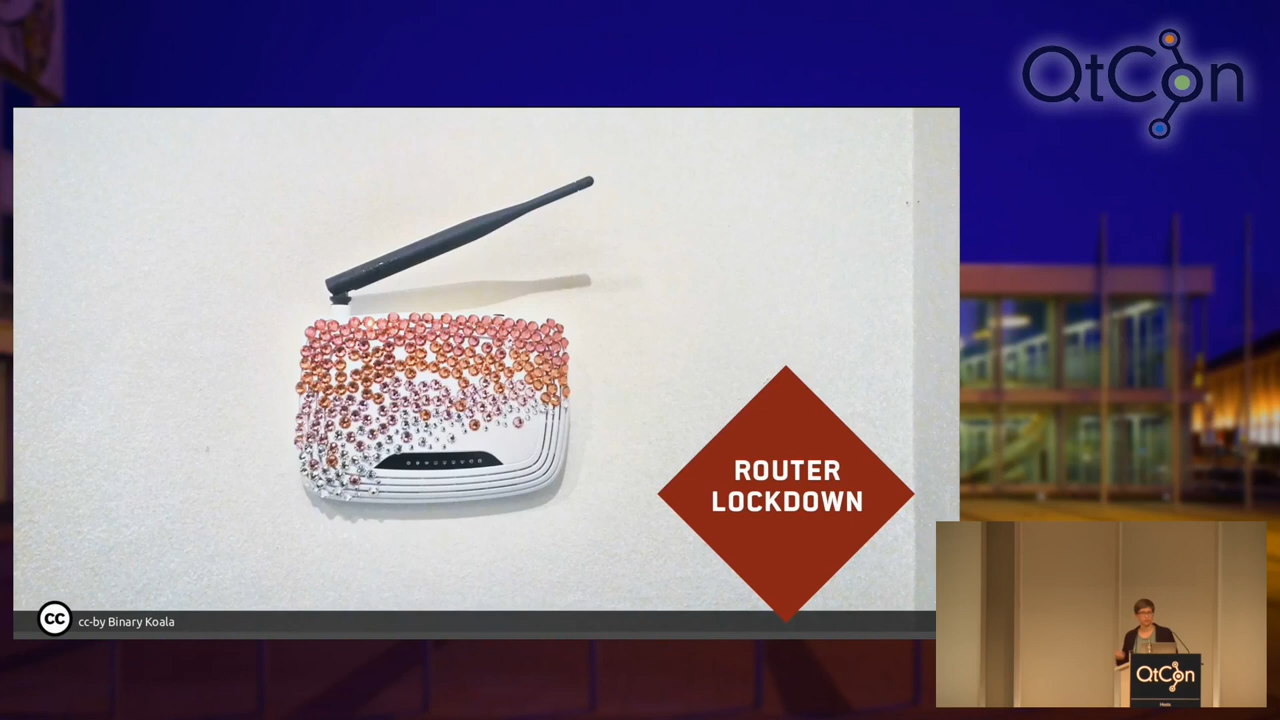 QtCon
ROUTER
LOCKDOWN
cc
cc-by Binary Koala
QtCon